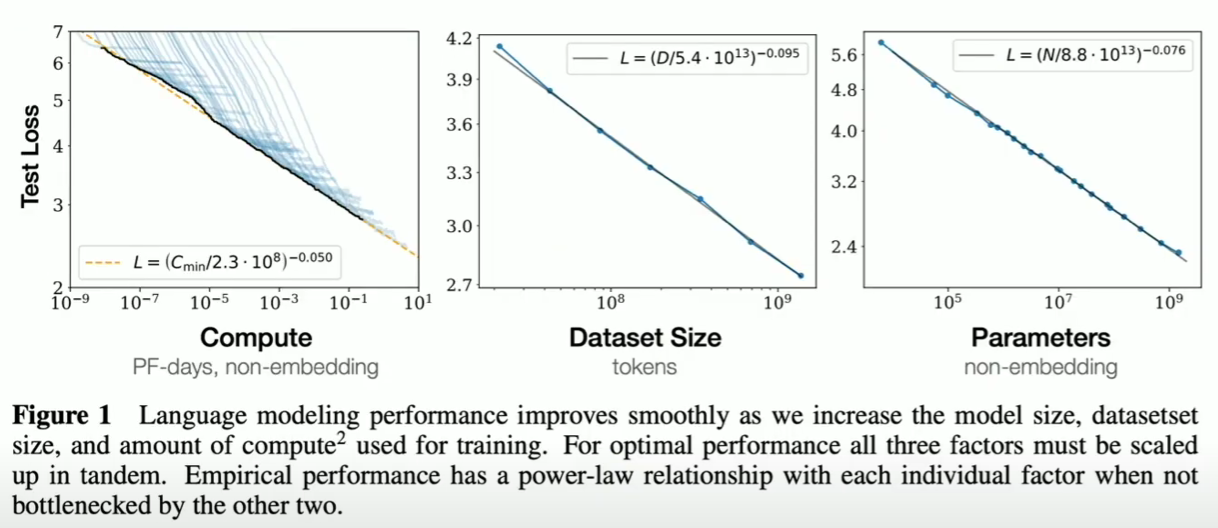 Test Loss
7
6
5
4
3
2
L = (C_min/2.3 · 10^8)^−0.050
10^−9 10^−7 10^−5 10^−3 10^−1 10^1
Compute
PF-days, non-embedding
4.2
3.9
3.6
3.3
3.0
2.7
L = (D/5.4 · 10^13)^−0.095
10^8 10^9
Dataset Size
tokens
5.6
4.8
4.0
3.2
2.4
L = (N/8.8 · 10^13)^−0.076
10^5 10^7 10^9
Parameters
non-embedding
Figure 1 Language modeling performance improves smoothly as we increase the model size, datasetset
size, and amount of compute² used for training. For optimal performance all three factors must be scaled
up in tandem. Empirical performance has a power-law relationship with each individual factor when not
bottlenecked by the other two.